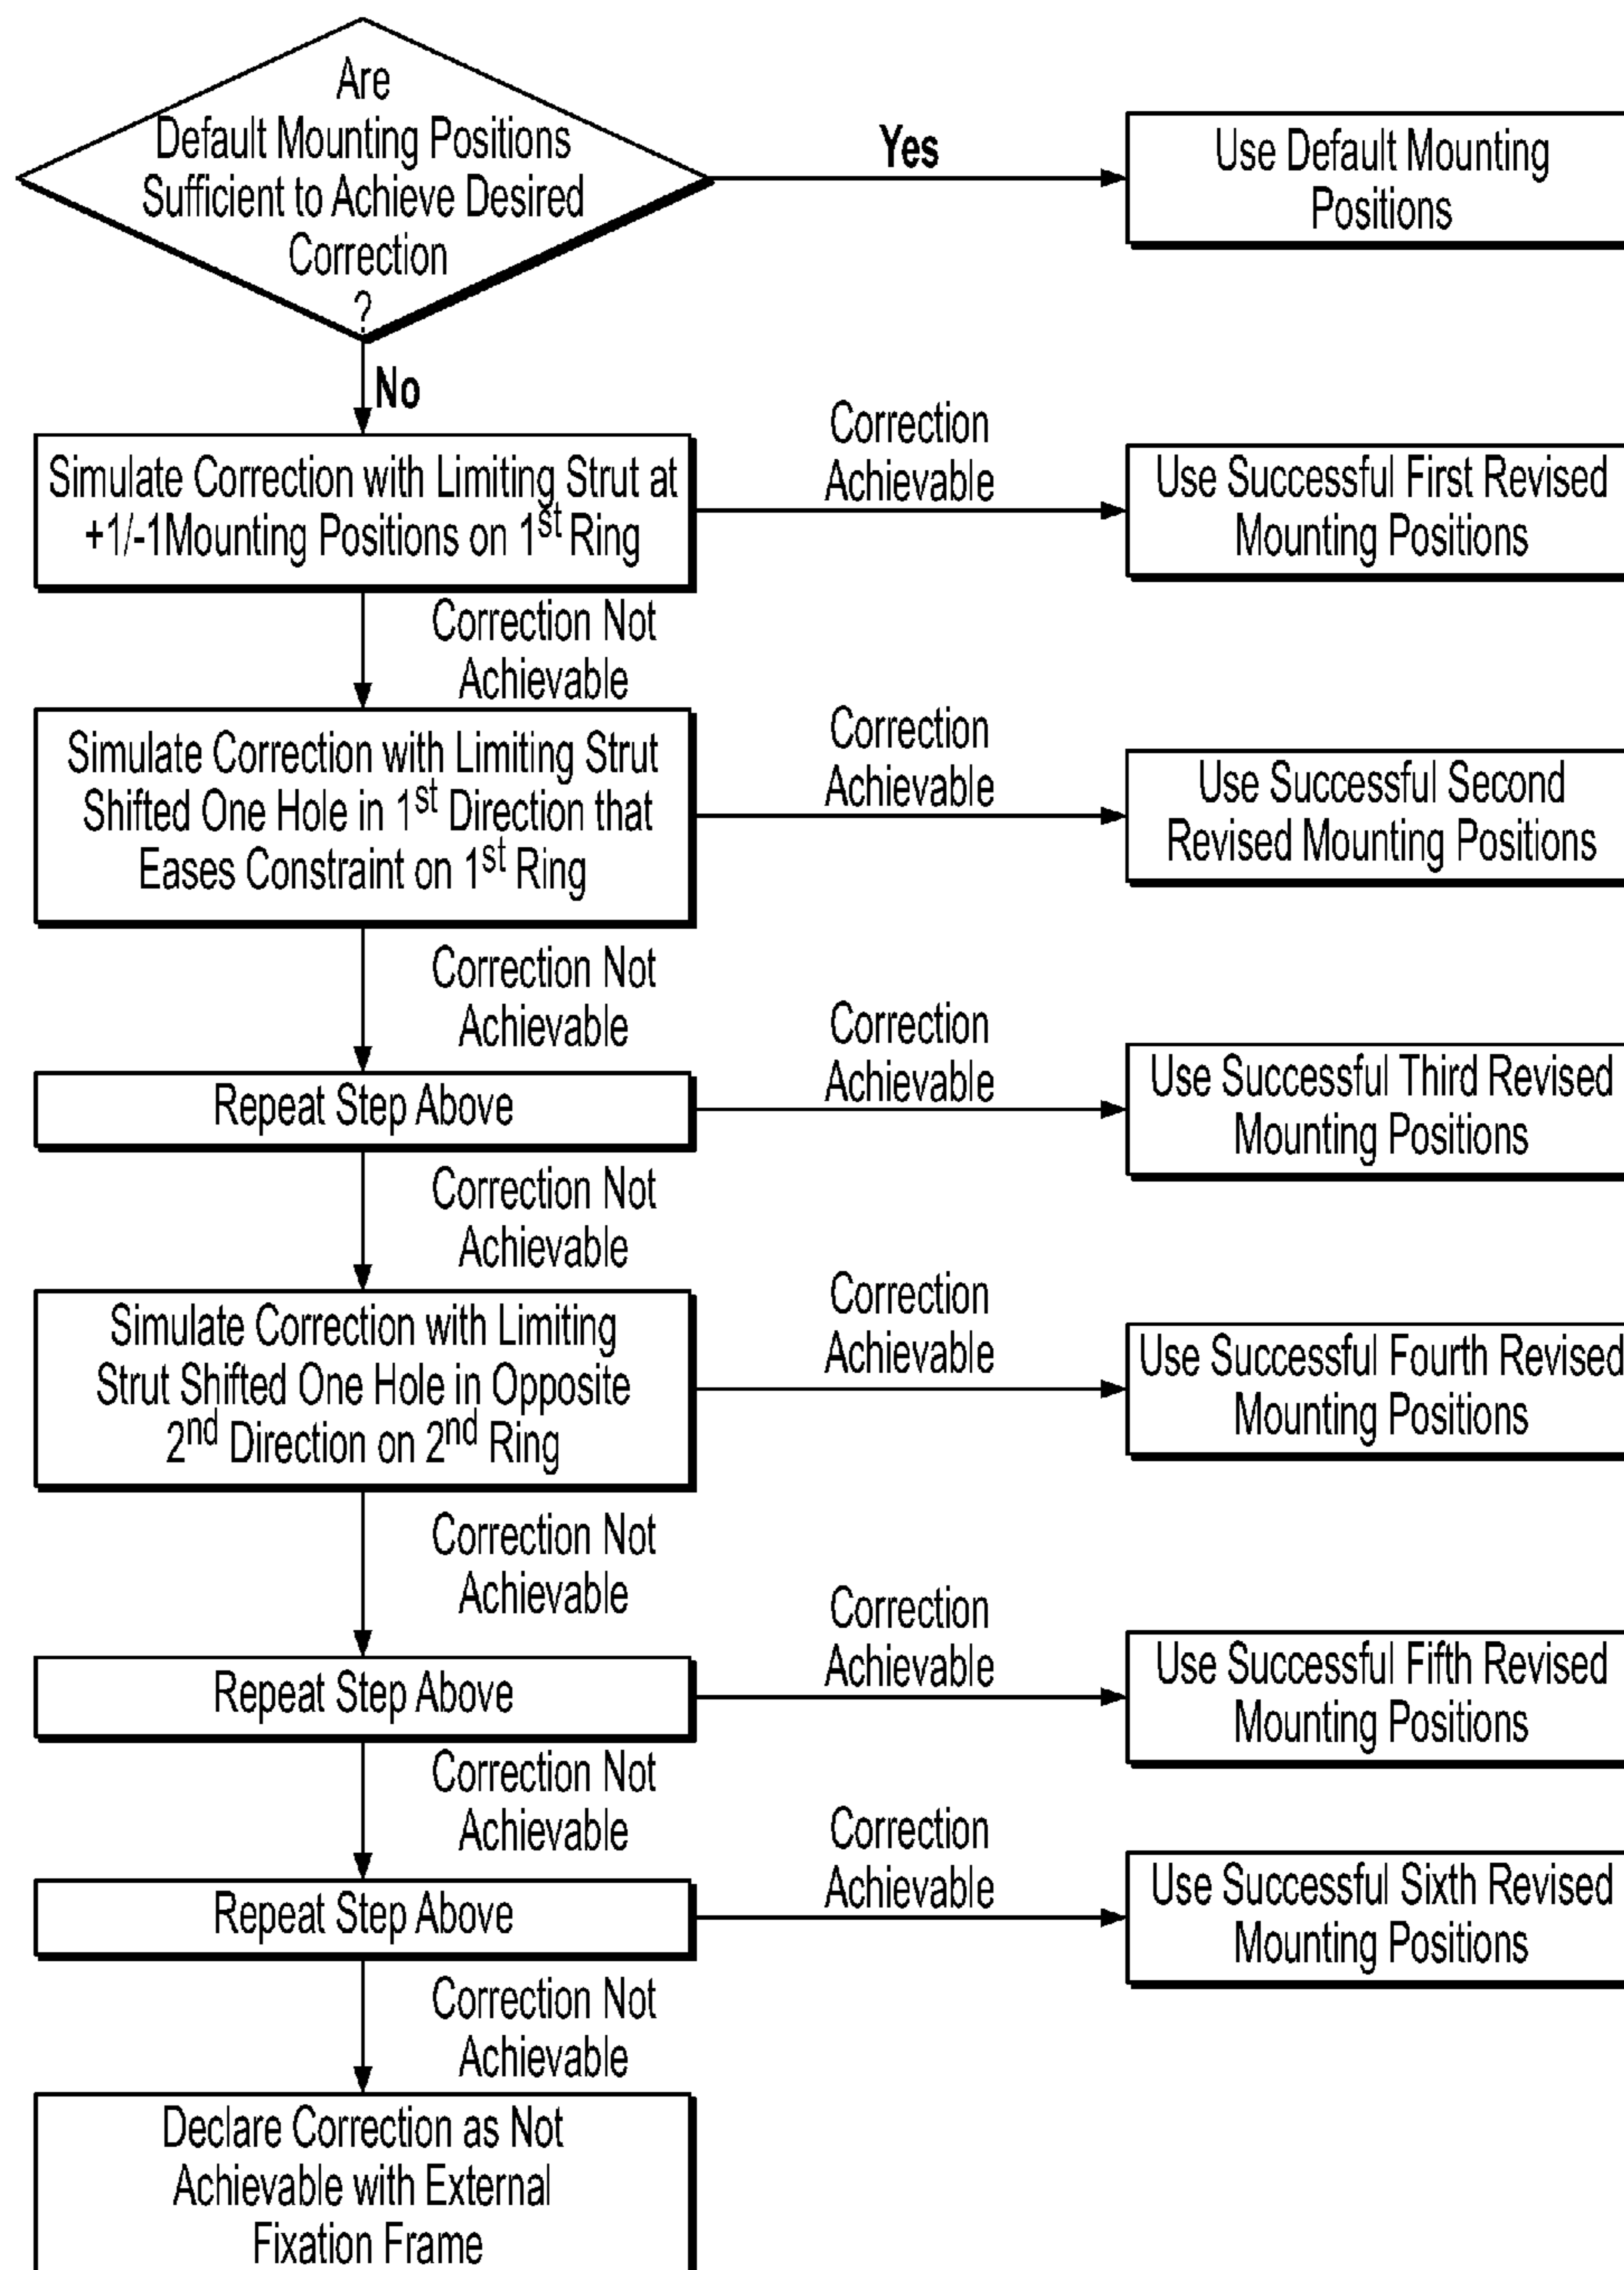 Are
Default Mounting Positions
Sufficient to Achieve Desired
Correction
?
Yes
Use Default Mounting
Positions
No
Simulate Correction with Limiting Strut at
+1/-1Mounting Positions on 1st Ring
Correction
Achievable
Use Successful First Revised
Mounting Positions
Correction Not
Achievable
Simulate Correction with Limiting Strut
Shifted One Hole in 1st Direction that
Eases Constraint on 1st Ring
Correction
Achievable
Use Successful Second
Revised Mounting Positions
Correction Not
Achievable
Repeat Step Above
Correction
Achievable
Use Successful Third Revised
Mounting Positions
Correction Not
Achievable
Simulate Correction with Limiting
Strut Shifted One Hole in Opposite
2nd Direction on 2nd Ring
Correction
Achievable
Use Successful Fourth Revised
Mounting Positions
Correction Not
Achievable
Repeat Step Above
Correction
Achievable
Use Successful Fifth Revised
Mounting Positions
Correction Not
Achievable
Repeat Step Above
Correction
Achievable
Use Successful Sixth Revised
Mounting Positions
Correction Not
Achievable
Declare Correction as Not
Achievable with External
Fixation Frame